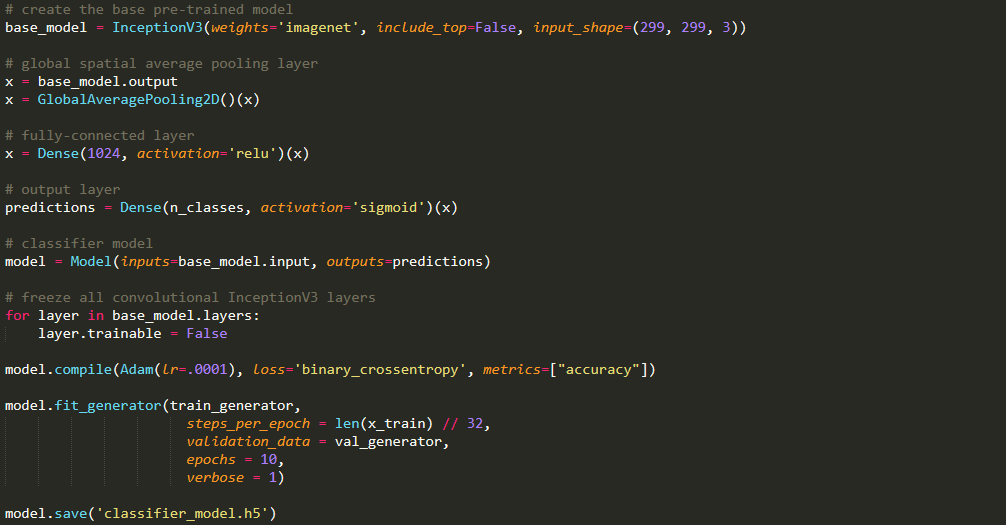 # create the base pre-trained model
base_model = InceptionV3(weights='imagenet', include_top=False, input_shape=(299, 299, 3))
# global spatial average pooling layer
x = base_model.output
x = GlobalAveragePooling2D()(x)
# fully-connected layer
x = Dense(1024, activation='relu')(x)
# output layer
predictions = Dense(n_classes, activation='sigmoid')(x)
# classifier model
model = Model(inputs=base_model.input, outputs=predictions)
# freeze all convolutional InceptionV3 layers
for layer in base_model.layers:
    layer.trainable = False
model.compile(Adam(lr=.0001), loss='binary_crossentropy', metrics=["accuracy"])
model.fit_generator(train_generator,
                      steps_per_epoch = len(x_train) // 32,
                      validation_data = val_generator,
                      epochs = 10,
                      verbose = 1)
model.save('classifier_model.h5')